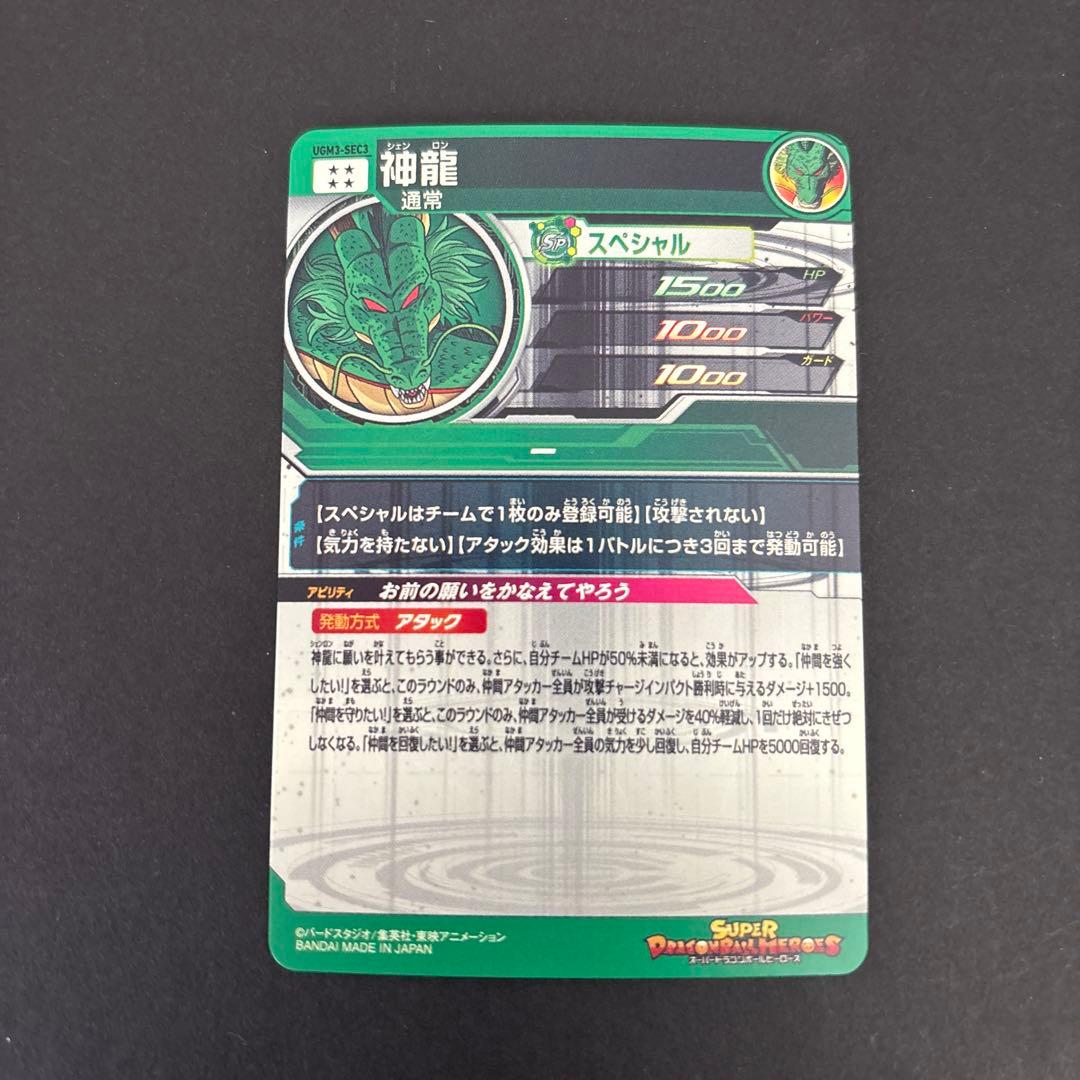 UGM3-SEC3
★★
★★
シェン ロン
神龍
通常
SP スペシャル
1500 HP
1000 パワー
1000 ガード
ー
条件
【スペシャルはチームで1枚のみ登録可能】【攻撃されない】
【気力を持たない】【アタック効果は1バトルにつき3回まで発動可能】
アビリティ お前の願いをかなえてやろう
発動方式 アタック
神龍に願いを叶えてもらう事ができる。さらに、自分チームHPが50%未満になると、効果がアップする。「仲間を強く
したい!」を選ぶと、このラウンドのみ、仲間アタッカー全員が攻撃チャージインパクト勝利時に与えるダメージ+1500。
「仲間を守りたい!」を選ぶと、このラウンドのみ、仲間アタッカー全員が受けるダメージを40%軽減し、1回だけ絶対にきぜつ
しなくなる。「仲間を回復したい!」を選ぶと、仲間アタッカー全員の気力を少し回復し、自分チームHPを5000回復する。
©バードスタジオ/集英社・東映アニメーション
BANDAI MADE IN JAPAN
SUPER
DRAGONBALL HEROES
スーパードラゴンボールヒーローズ